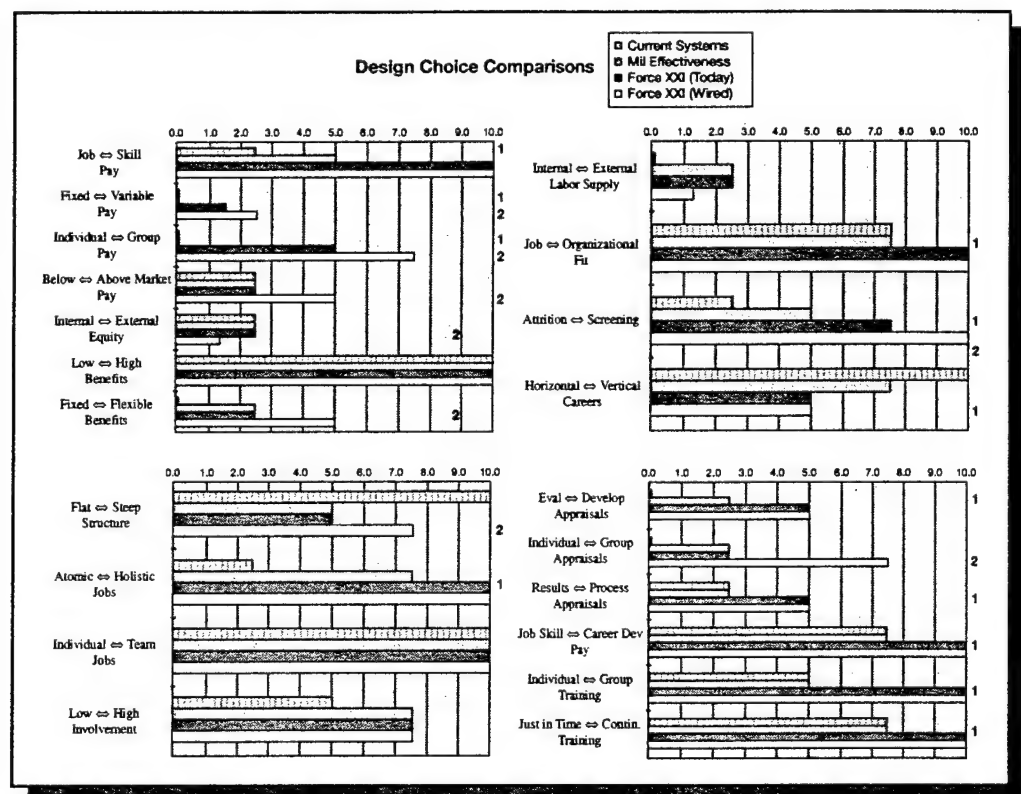 Design Choice Comparisons
Current Systems
Mil Effectiveness
Force XXI (Today)
Force XXI (Wired)
0.0 1.0 2.0 3.0 4.0 5.0 6.0 7.0 8.0 9.0 10.0
Job ⇔ Skill
Pay
1
Fixed ⇔ Variable
Pay
1
2
Individual ⇔ Group
Pay
1
2
Below ⇔ Above Market
Pay
2
Internal ⇔ External
Equity
2
Low ⇔ High
Benefits
Fixed ⇔ Flexible
Benefits
2
0.0 1.0 2.0 3.0 4.0 5.0 6.0 7.0 8.0 9.0 10.0
Internal ⇔ External
Labor Supply
Job ⇔ Organizational
Fit
1
Attrition ⇔ Screening
1
2
Horizontal ⇔ Vertical
Careers
1
0.0 1.0 2.0 3.0 4.0 5.0 6.0 7.0 8.0 9.0 10.0
Flat ⇔ Steep
Structure
2
Atomic ⇔ Holistic
Jobs
1
Individual ⇔ Team
Jobs
Low ⇔ High
Involvement
0.0 1.0 2.0 3.0 4.0 5.0 6.0 7.0 8.0 9.0 10.0
Eval ⇔ Develop
Appraisals
1
Individual ⇔ Group
Appraisals
2
Results ⇔ Process
Appraisals
1
Job Skill ⇔ Career Dev
Pay
1
Individual ⇔ Group
Training
1
Just in Time ⇔ Contin.
Training
1